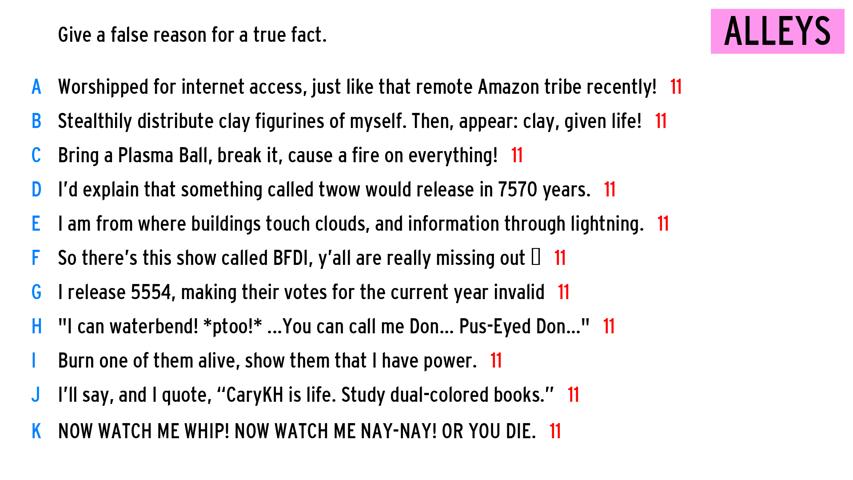 Give a false reason for a true fact.
ALLEYS
A Worshipped for internet access, just like that remote Amazon tribe recently! 11
B Stealthily distribute clay figurines of myself. Then, appear: clay, given life! 11
C Bring a Plasma Ball, break it, cause a fire on everything! 11
D I'd explain that something called twow would release in 7570 years. 11
E I am from where buildings touch clouds, and information through lightning. 11
F So there's this show called BFDI, y'all are really missing out ▯ 11
G I release 5554, making their votes for the current year invalid 11
H "I can waterbend! *ptoo!* ...You can call me Don... Pus-Eyed Don..." 11
I Burn one of them alive, show them that I have power. 11
J I'll say, and I quote, “CaryKH is life. Study dual-colored books.” 11
K NOW WATCH ME WHIP! NOW WATCH ME NAY-NAY! OR YOU DIE. 11